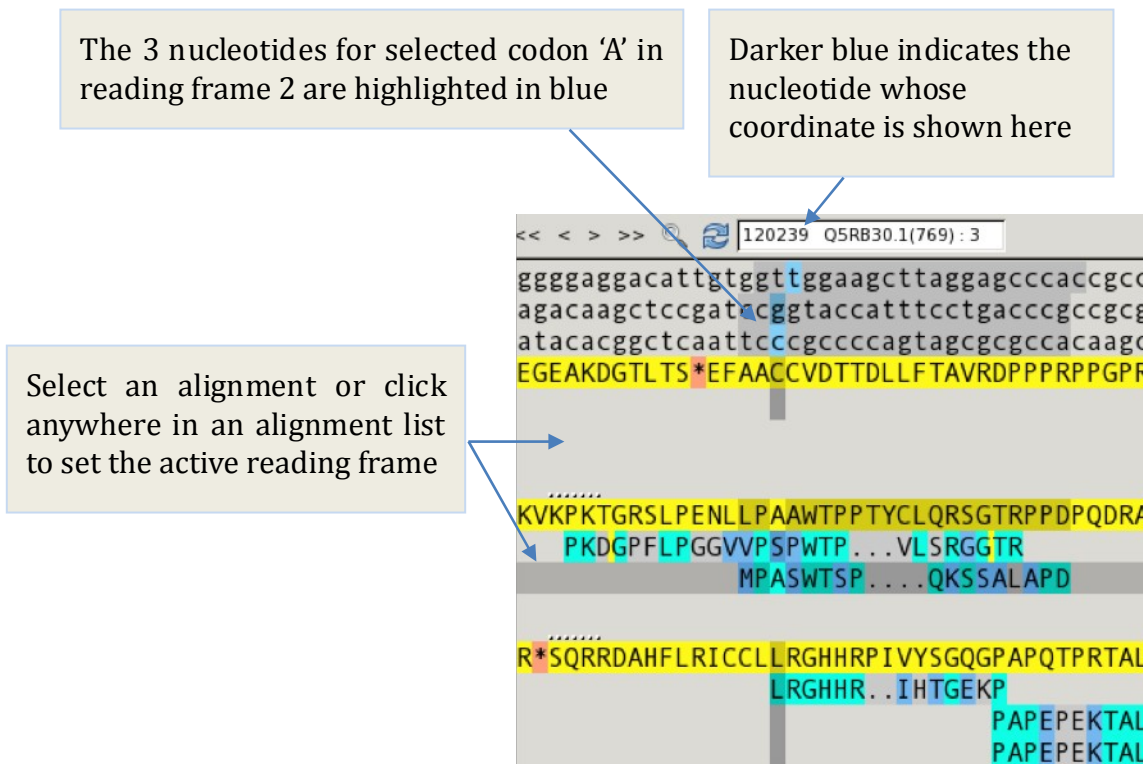 The 3 nucleotides for selected codon ‘A’ in
reading frame 2 are highlighted in blue
Darker blue indicates the
nucleotide whose
coordinate is shown here
<< < > >> 120239 Q5RB30.1(769) : 3
ggggaggacattgtggttggaagcttaggagcccaccgcc
agacaagctccgatccggtaccatttcctgacccgccgcg
atacacggctcaattcccgccccagtagcgcgccacaagc
EGEAKDGTLTS*EFAACCVDTTDLLFTAVRDPPPRPPGPR
Select an alignment or click
anywhere in an alignment list
to set the active reading frame
KVKPKTGRSLPENLLPAAWTPPTYCLQRSGTRPPDPQDRA
PKDGPFLPGGVVPSPWTP...VLSRGGTR
MPASWTSP....QKSSALAPD
R*SQRRDAHFLRICCLLRGHHRPIVYSGQGPAPQTPRTAL
LRGHHR..IHTGEKP
PAPEPEKTAL
PAPEPEKTAL